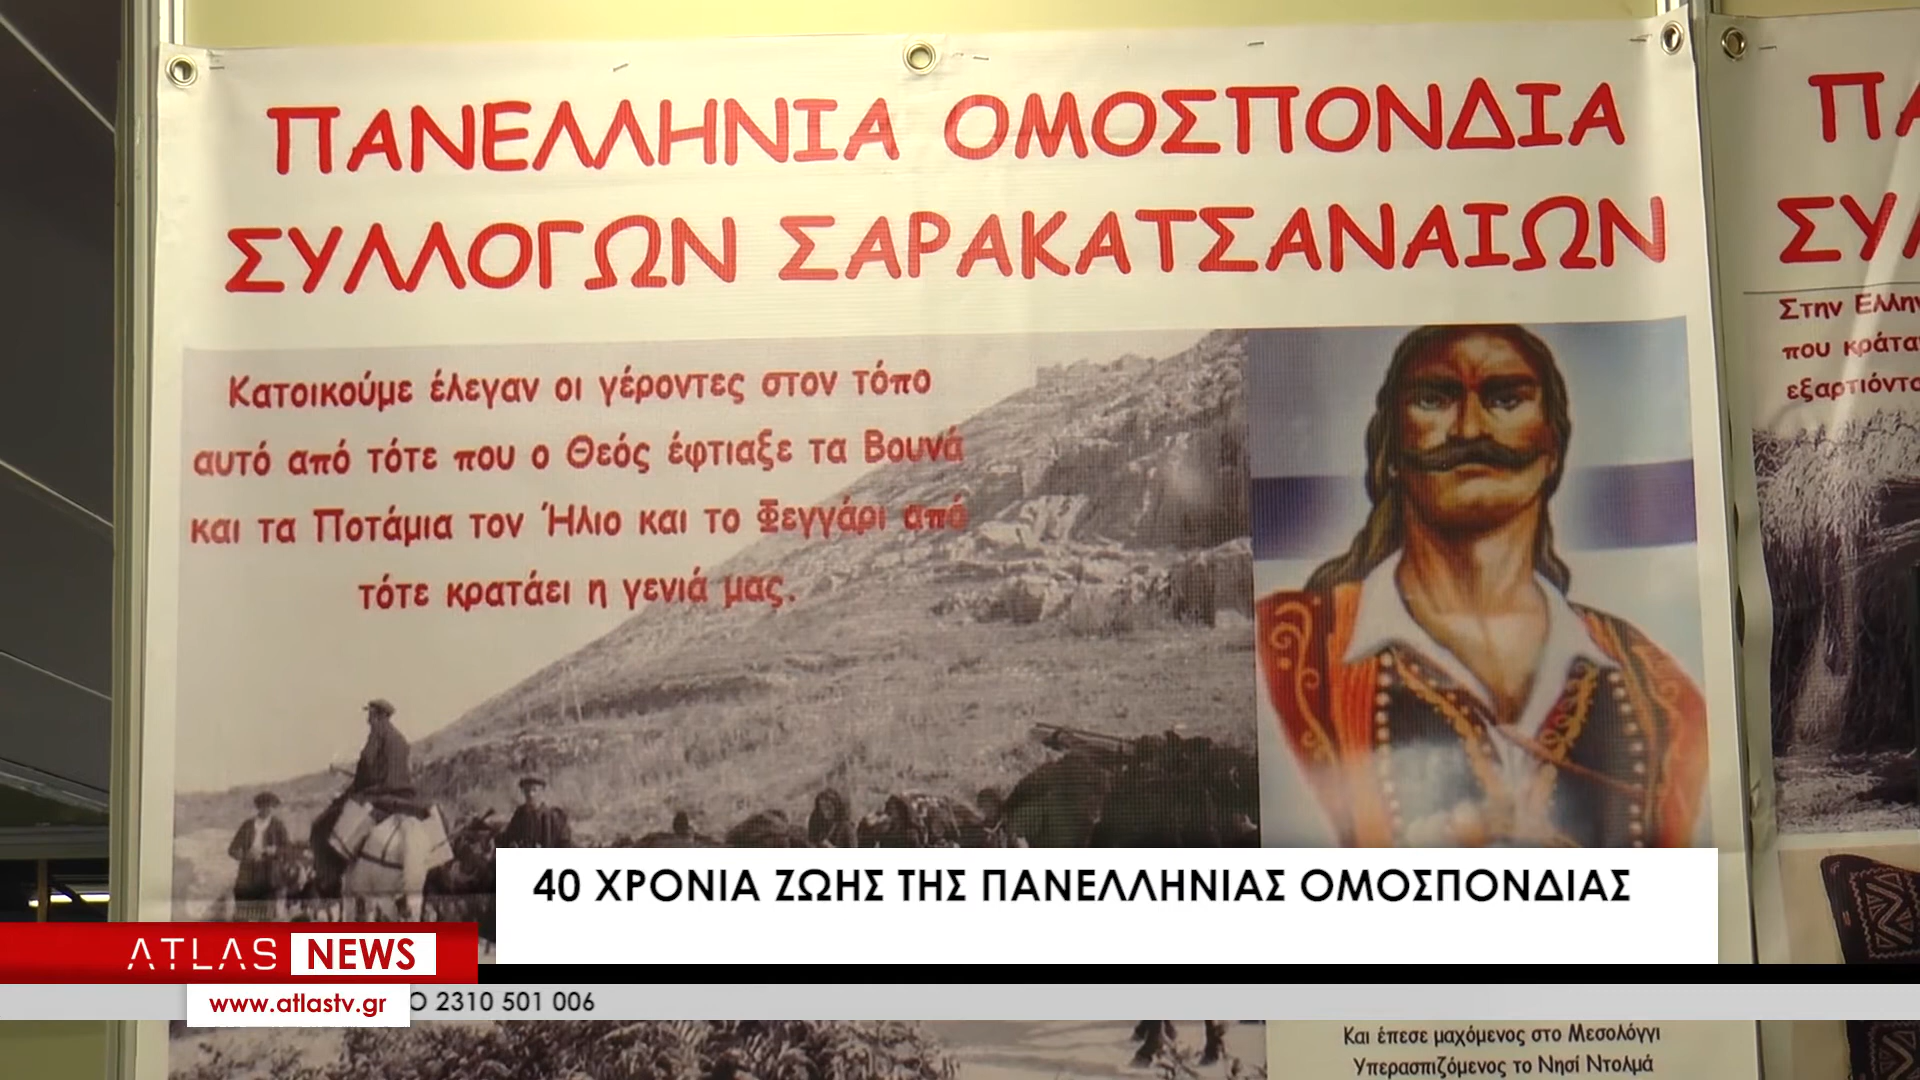 ΠΑΝΕΛΛΗΝΙΑ ΟΜΟΣΠΟΝΔΙΑ
ΣΥΛΛΟΓΩΝ ΣΑΡΑΚΑΤΣΑΝΑΙΩΝ
Κατοικούμε έλεγαν οι γέροντες στον τόπο
αυτό από τότε που ο Θεός έφτιαξε τα Βουνά
και τα Ποτάμια τον Ήλιο και το Φεγγάρι από
τότε κρατάει η γενιά μας.
ΠΑ
ΣΥΛ
Στην Ελλην
που κράτα
εξαρτιόντα
40 ΧΡΟΝΙΑ ΖΩΗΣ ΤΗΣ ΠΑΝΕΛΛΗΝΙΑΣ ΟΜΟΣΠΟΝΔΙΑΣ
ATLAS NEWS
www.atlastv.gr
2310 501 006
Και έπεσε μαχόμενος στο Μεσολόγγι
Υπερασπιζόμενος το Νησί Ντολμά